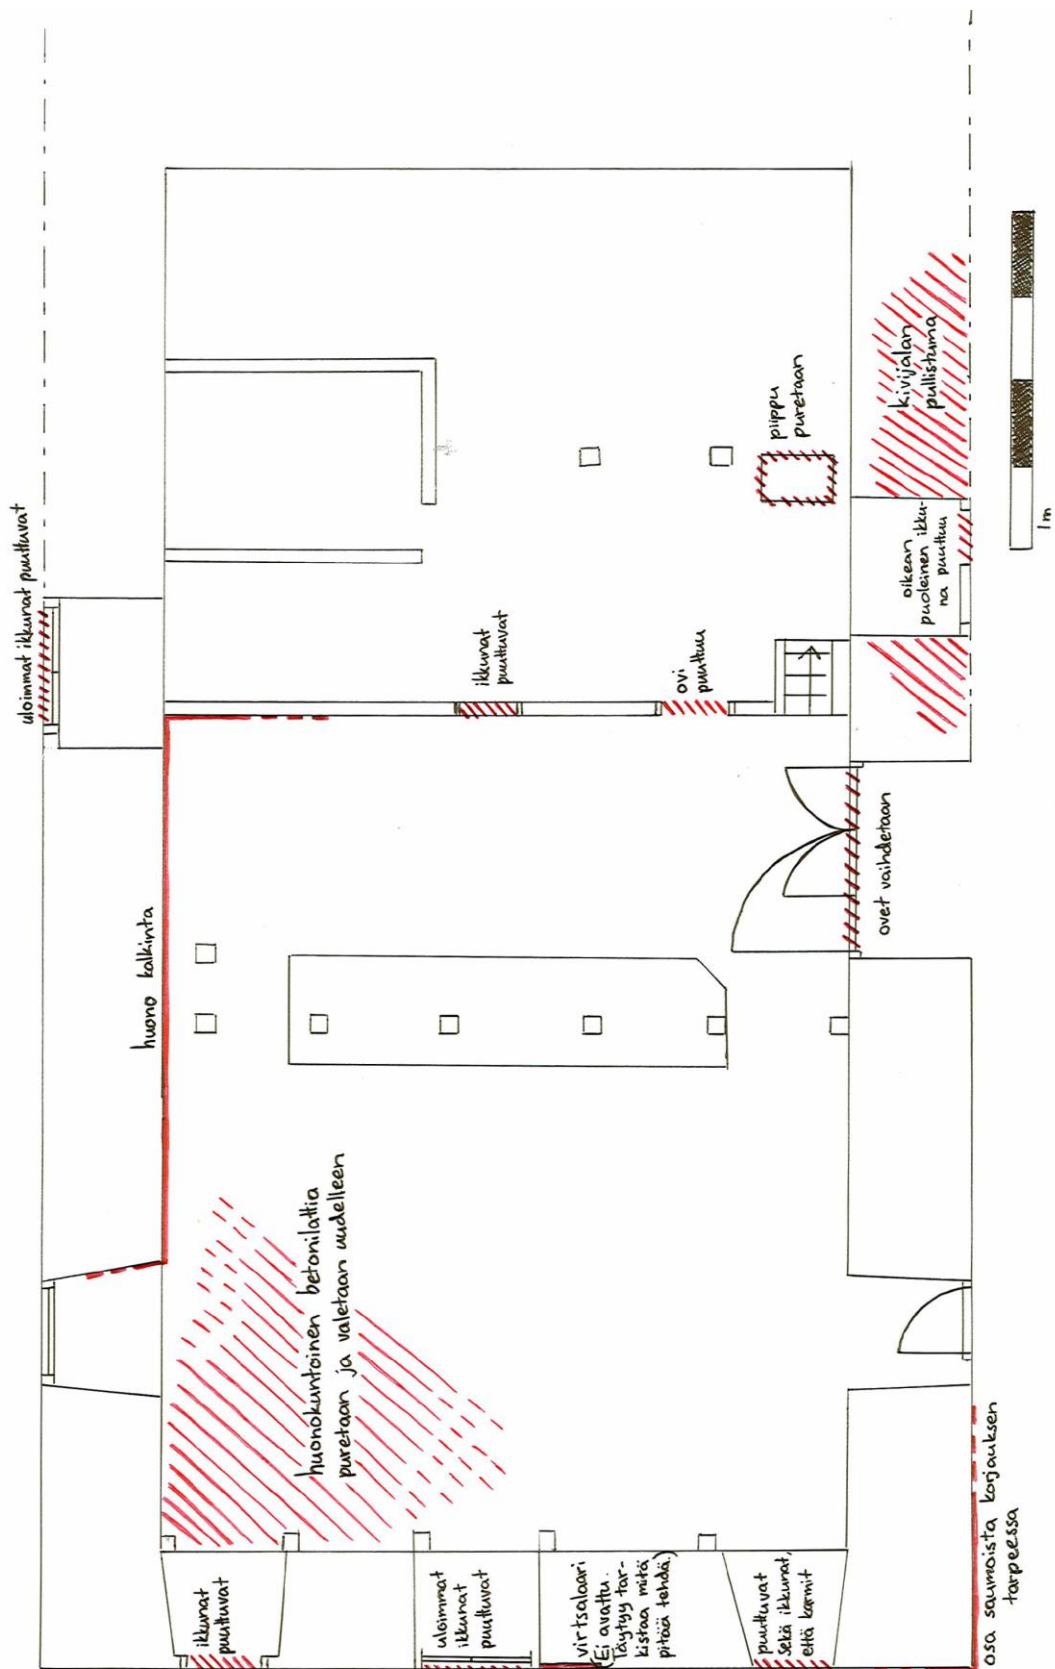 uloimmat ikkunat puuttuvat
huono kalkinta
kivijalan
pullistuma
piippu
puretaan
oikean
puoleinen ikku-
na puuttuu
1m
ikkunat
puuttuvat
ovi
puuttuu
ovet vaihdetaan
huonokuntoinen betonilattia
puretaan ja valetaan uudelleen
ikkunat
puuttuvat
uloimmat
ikkunat
puuttuvat
virtsalaari
(Ei avattu.
Täytyy tar-
kistaa mitä
pitää tehdä.)
puuttuvat
sekä ikkunat,
että karmit
osa saumoista korjauksen
tarpeessa